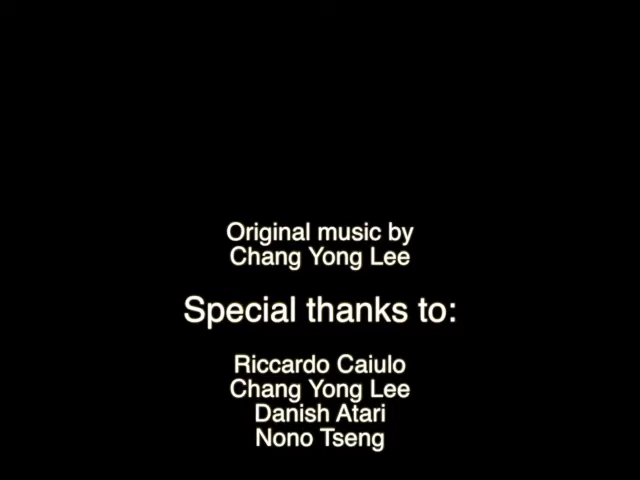 Original music by
Chang Yong Lee
Special thanks to:
Riccardo Caiulo
Chang Yong Lee
Danish Atari
Nono Tseng